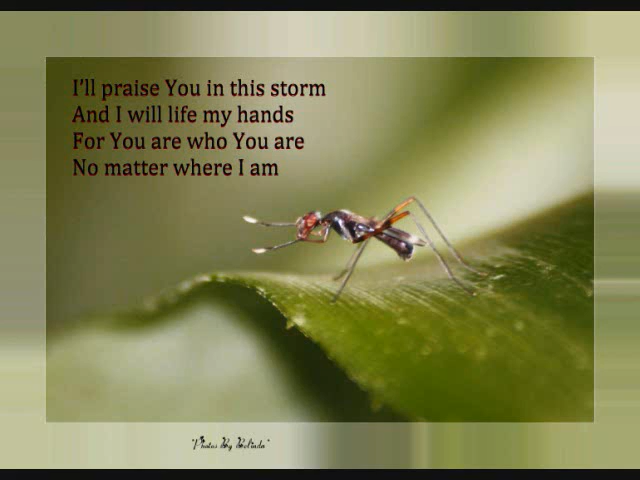 I'll praise You in this storm
And I will life my hands
For You are who You are
No matter where I am
"Photos By Belinda"